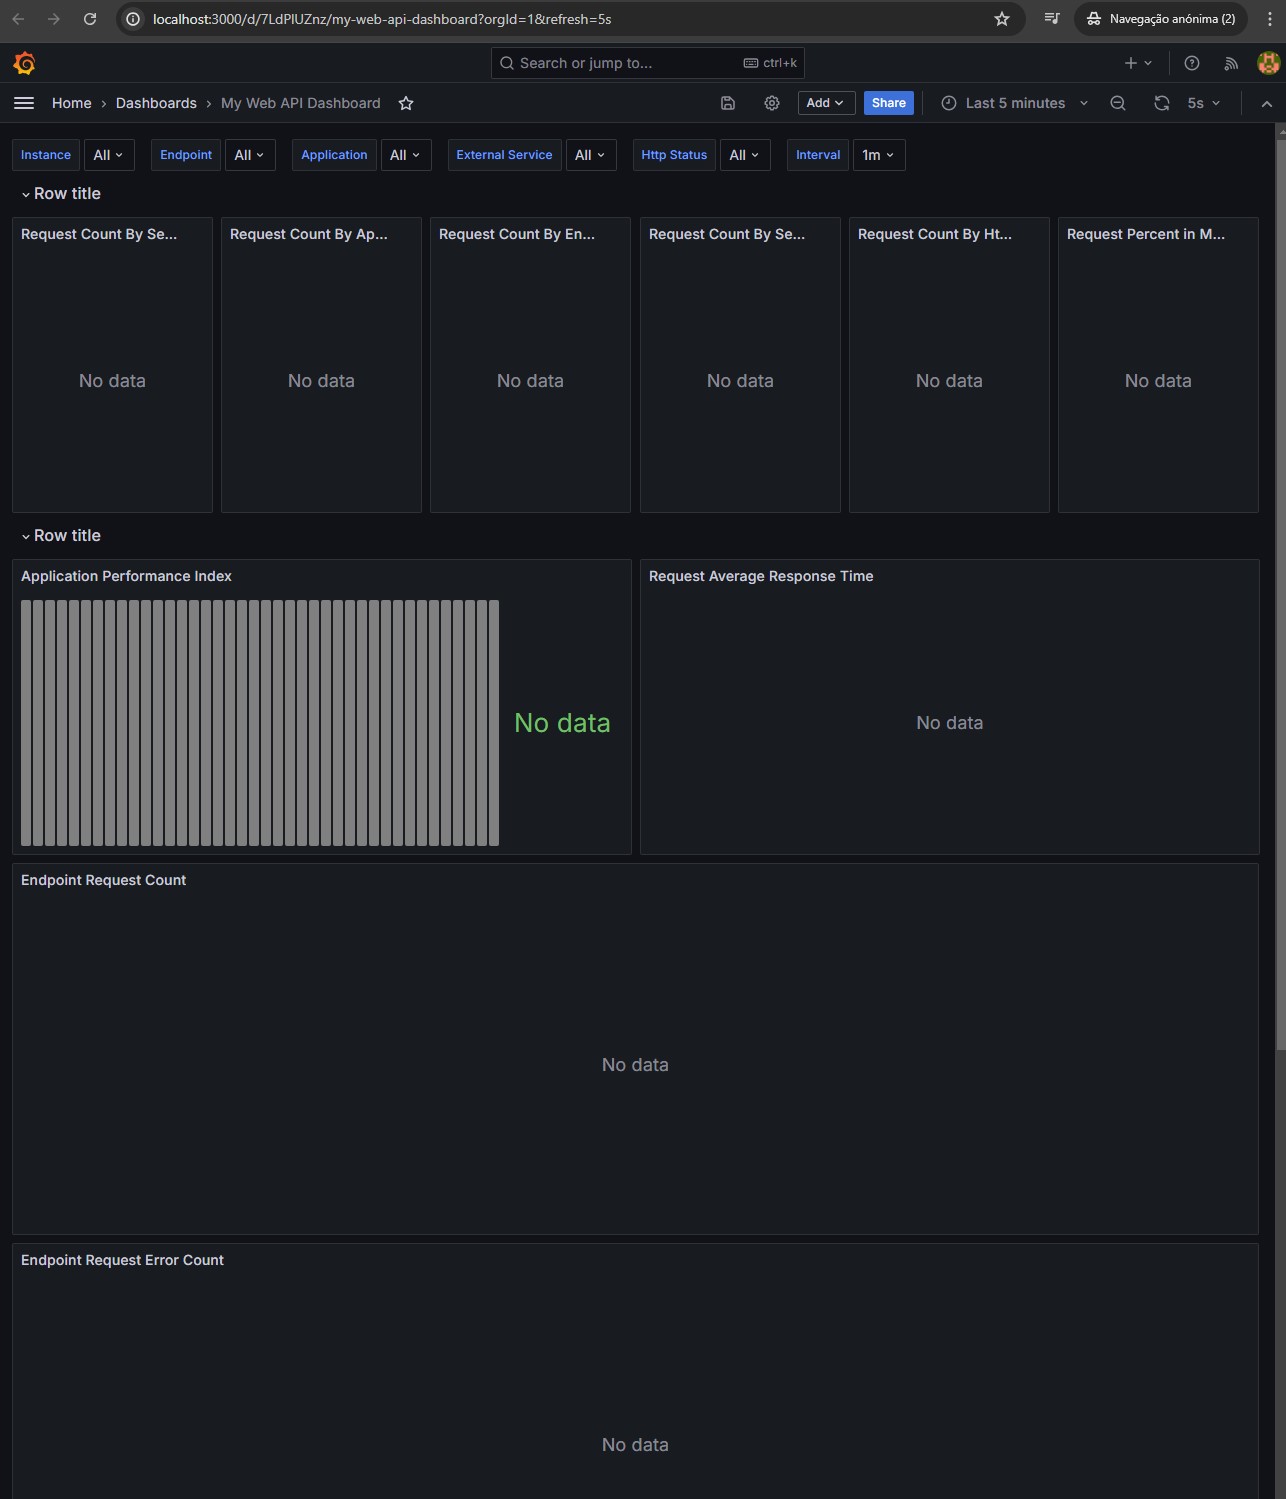 localhost:3000/d/7LdPlUZnz/my-web-api-dashboard?orgId=1&refresh=5s
Navegação anónima (2)
Search or jump to...
ctrl+k
Home › Dashboards › My Web API Dashboard
Add
Share
Last 5 minutes
5s
Instance All
Endpoint All
Application All
External Service All
Http Status All
Interval 1m
Row title
Request Count By Se...
Request Count By Ap...
Request Count By En...
Request Count By Se...
Request Count By Ht...
Request Percent in M...
No data
No data
No data
No data
No data
No data
Row title
Application Performance Index
No data
Request Average Response Time
No data
Endpoint Request Count
No data
Endpoint Request Error Count
No data